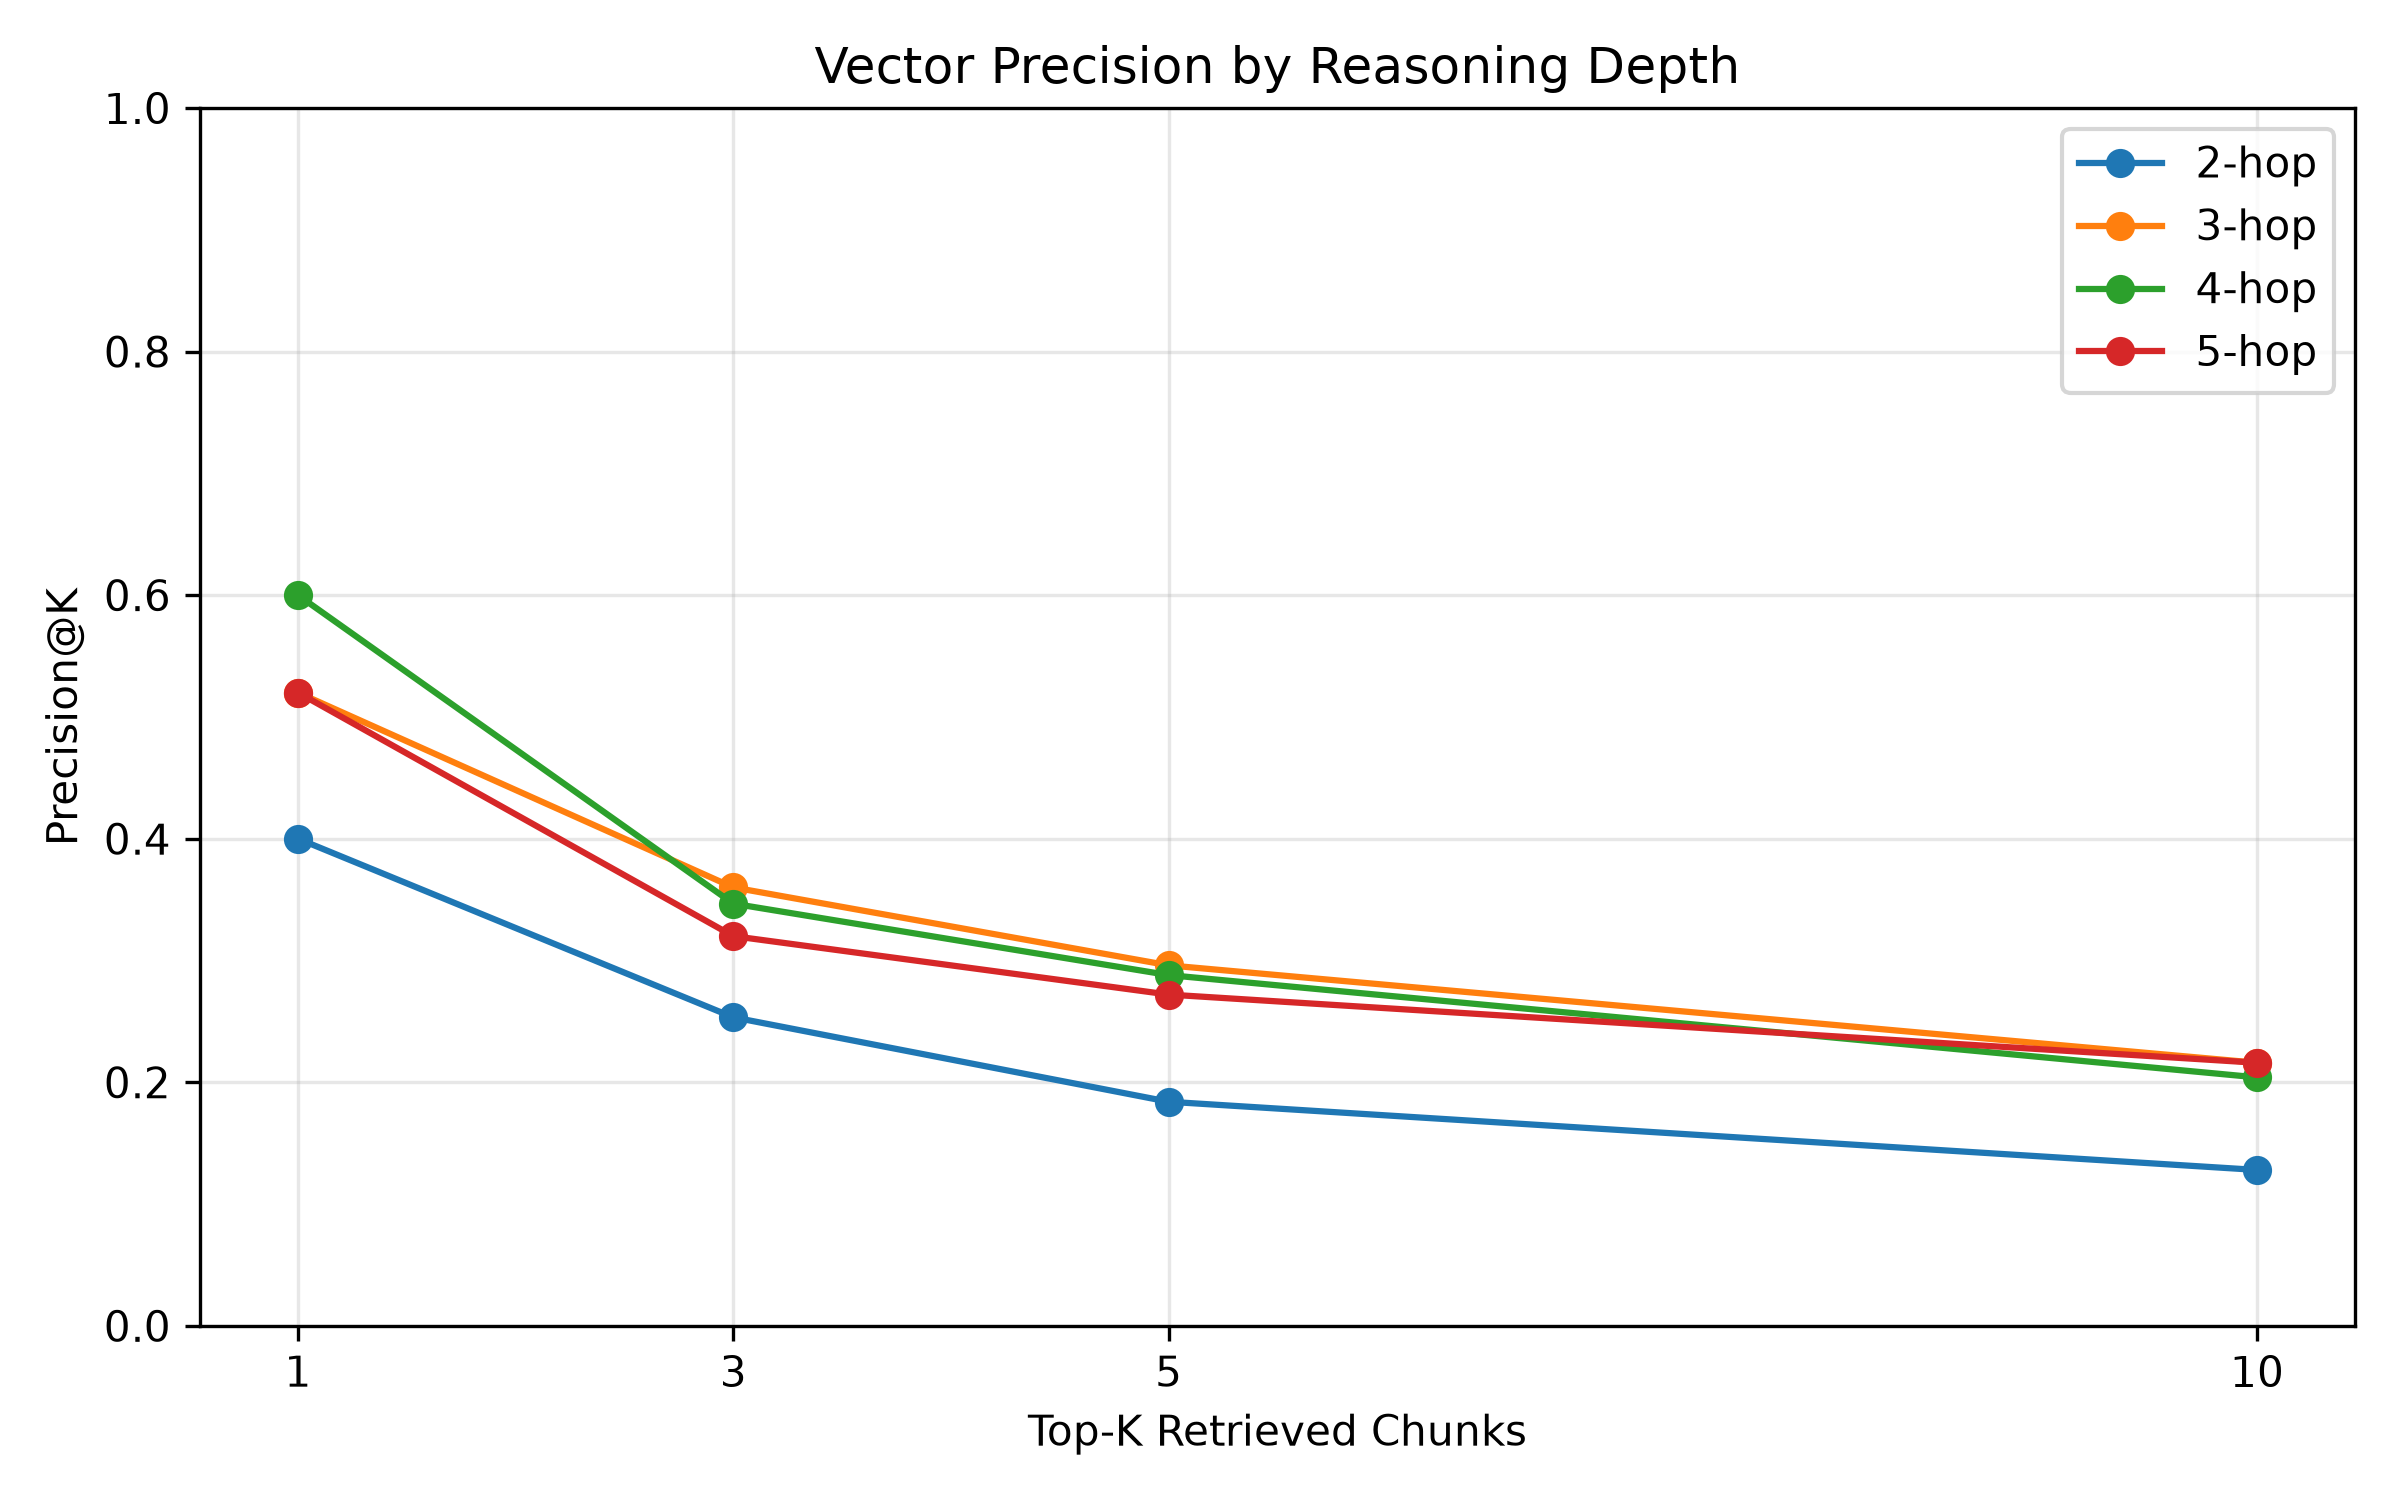 Vector Precision by Reasoning Depth
1.0
0.8
0.6
0.4
0.2
0.0
Precision@K
2-hop
3-hop
4-hop
5-hop
1 3 5 10
Top-K Retrieved Chunks